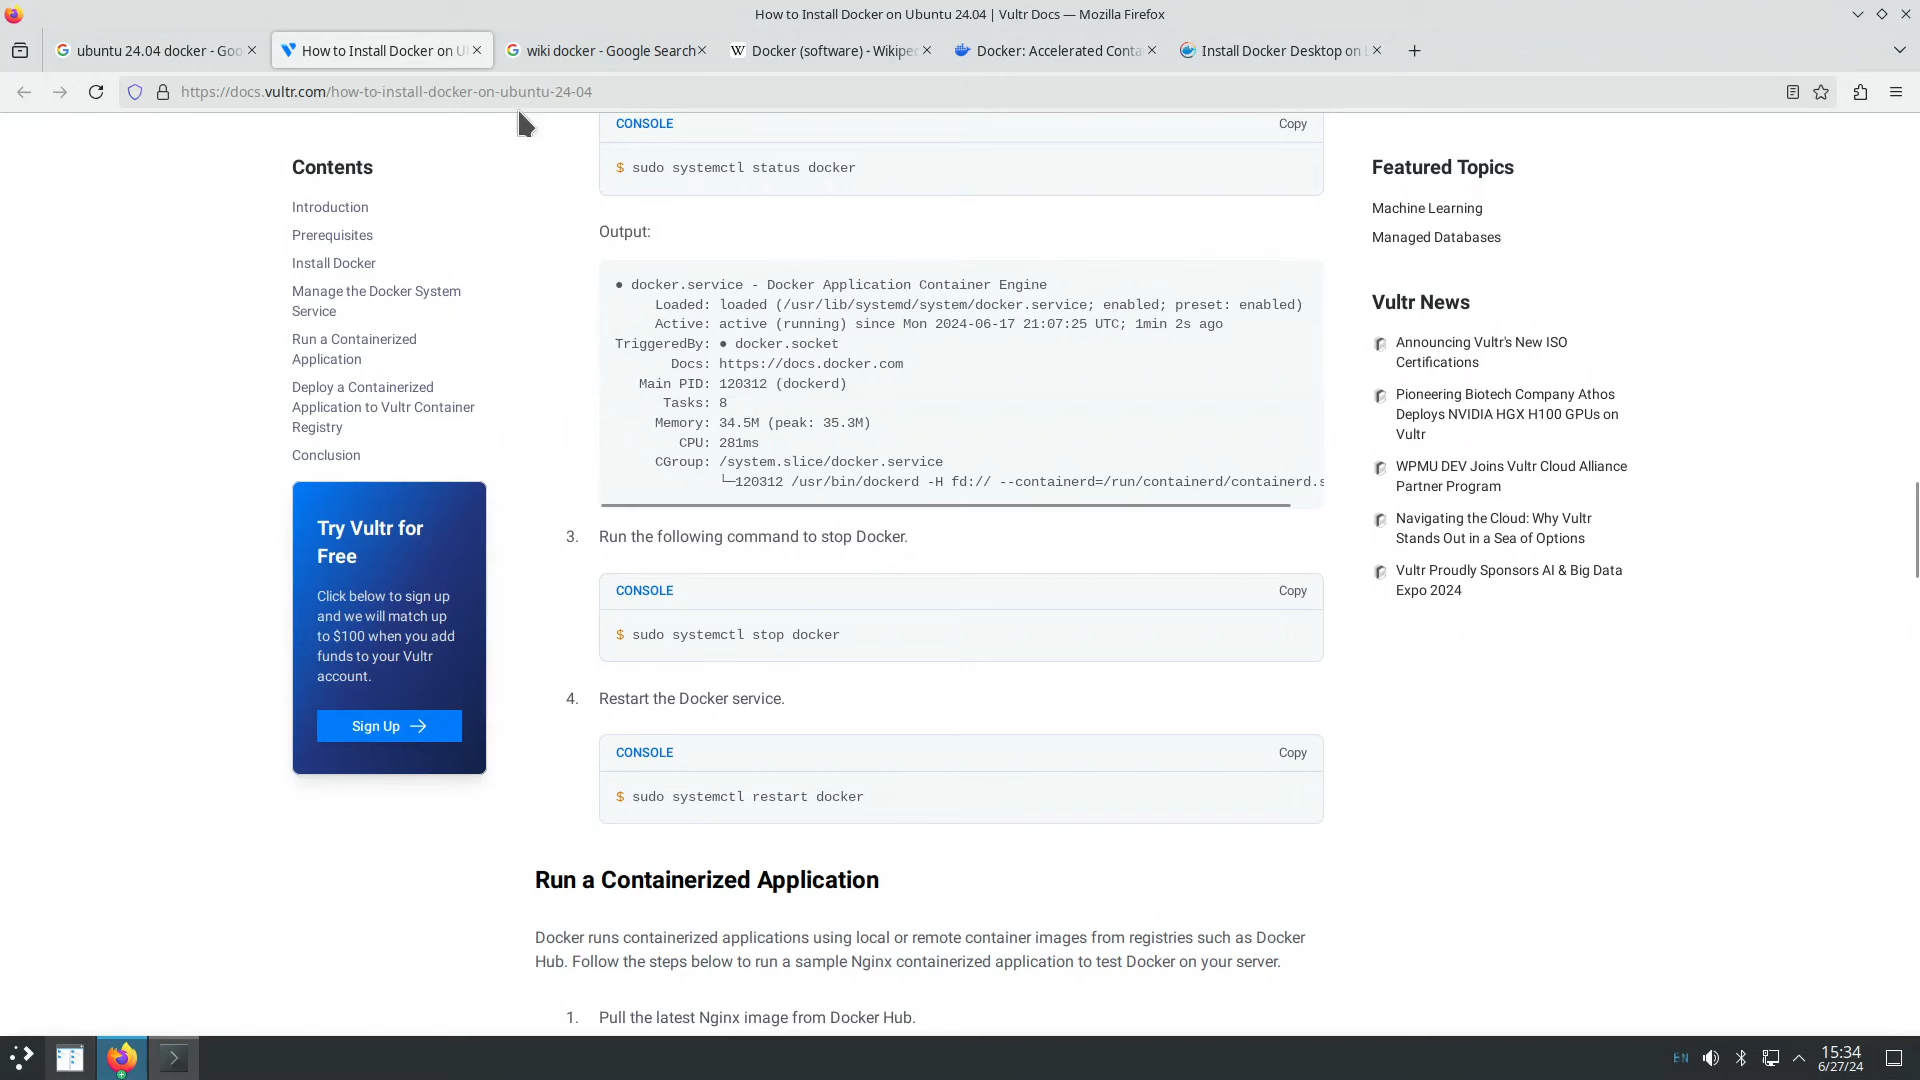 How to Install Docker on Ubuntu 24.04 | Vultr Docs — Mozilla Firefox
ubuntu 24.04 docker - Goo
How to Install Docker on U
wiki docker - Google Search
Docker (software) - Wikipe
Docker: Accelerated Conta
Install Docker Desktop on
https://docs.vultr.com/how-to-install-docker-on-ubuntu-24-04
Contents
Introduction
Prerequisites
Install Docker
Manage the Docker System
Service
Run a Containerized
Application
Deploy a Containerized
Application to Vultr Container
Registry
Conclusion
Try Vultr for
Free
Click below to sign up
and we will match up
to $100 when you add
funds to your Vultr
account.
Sign Up
CONSOLE Copy
$ sudo systemctl status docker
Output:
● docker.service - Docker Application Container Engine
Loaded: loaded (/usr/lib/systemd/system/docker.service; enabled; preset: enabled)
Active: active (running) since Mon 2024-06-17 21:07:25 UTC; 1min 2s ago
TriggeredBy: ● docker.socket
Docs: https://docs.docker.com
Main PID: 120312 (dockerd)
Tasks: 8
Memory: 34.5M (peak: 35.3M)
CPU: 281ms
CGroup: /system.slice/docker.service
└─120312 /usr/bin/dockerd -H fd:// --containerd=/run/containerd/containerd.s
3. Run the following command to stop Docker.
CONSOLE Copy
$ sudo systemctl stop docker
4. Restart the Docker service.
CONSOLE Copy
$ sudo systemctl restart docker
Run a Containerized Application
Docker runs containerized applications using local or remote container images from registries such as Docker
Hub. Follow the steps below to run a sample Nginx containerized application to test Docker on your server.
1. Pull the latest Nginx image from Docker Hub.
Featured Topics
Machine Learning
Managed Databases
Vultr News
Announcing Vultr's New ISO
Certifications
Pioneering Biotech Company Athos
Deploys NVIDIA HGX H100 GPUs on
Vultr
WPMU DEV Joins Vultr Cloud Alliance
Partner Program
Navigating the Cloud: Why Vultr
Stands Out in a Sea of Options
Vultr Proudly Sponsors AI & Big Data
Expo 2024
EN
15:34
6/27/24